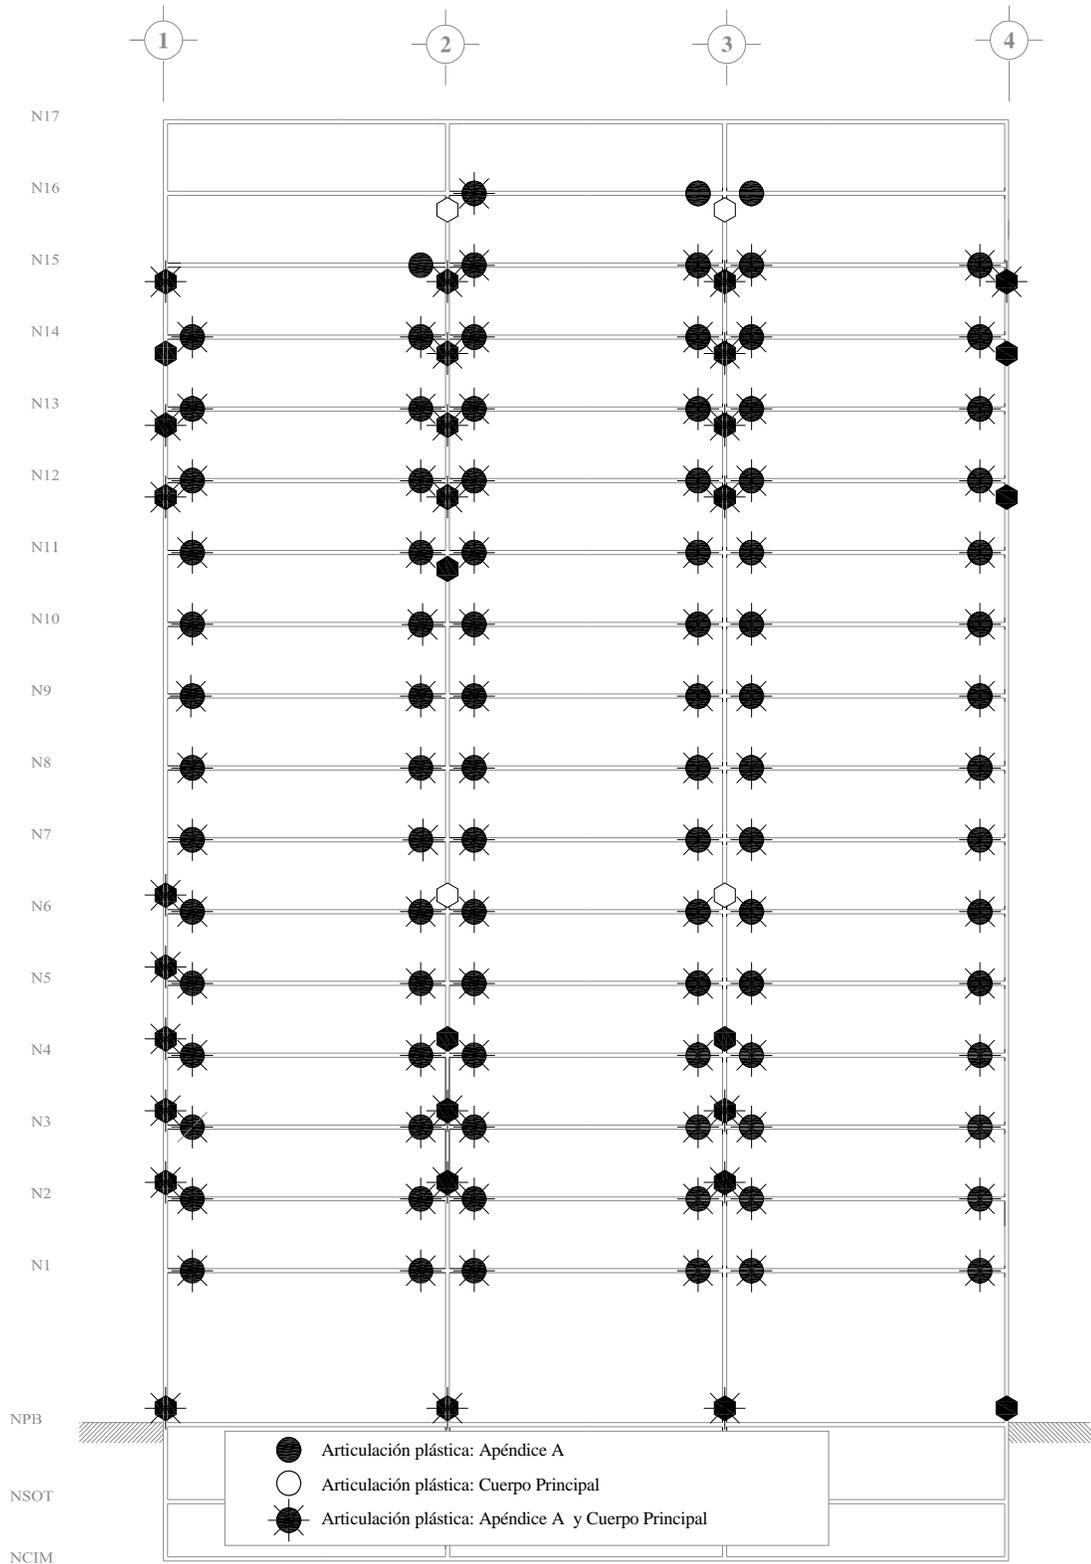 1 2 3 4
N17
N16
N15
N14
N13
N12
N11
N10
N9
N8
N7
N6
N5
N4
N3
N2
N1
NPB
Articulación plástica: Apéndice A
Articulación plástica: Cuerpo Principal
NSOT
Articulación plástica: Apéndice A y Cuerpo Principal
NCIM